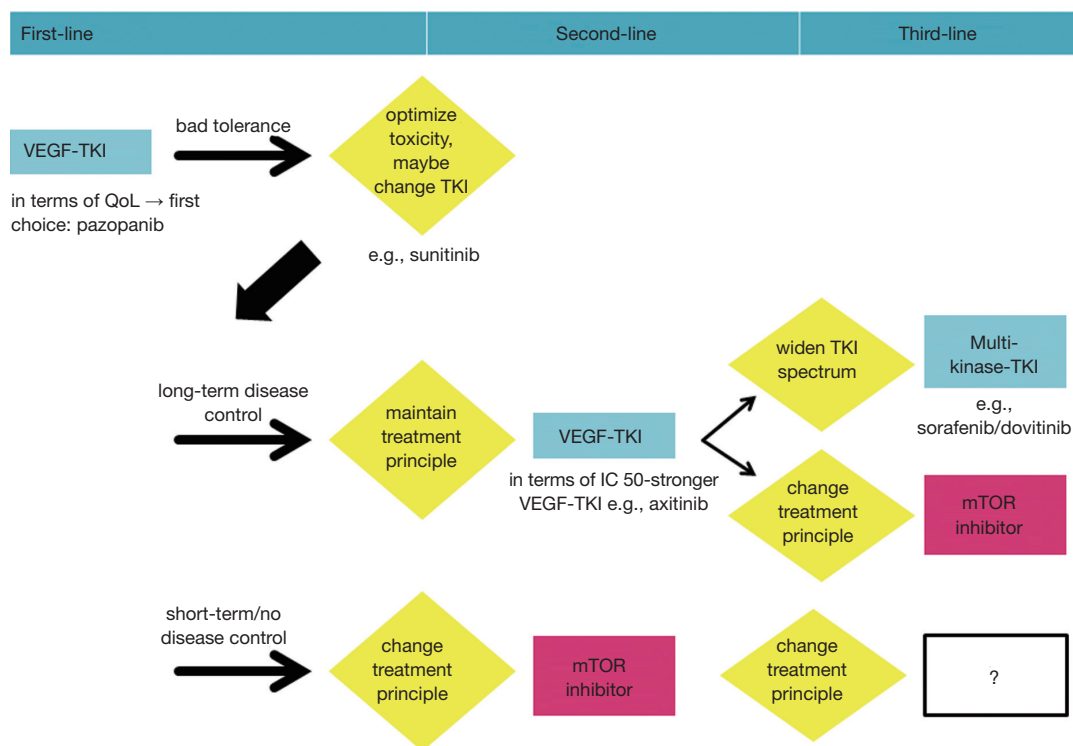 First-line
Second-line
Third-line
VEGF-TKI
bad tolerance
optimize
toxicity,
maybe
change TKI
in terms of QoL → first
choice: pazopanib
e.g., sunitinib
long-term disease
control
maintain
treatment
principle
VEGF-TKI
in terms of IC 50-stronger
VEGF-TKI e.g., axitinib
widen TKI
spectrum
Multi-
kinase-TKI
e.g.,
sorafenib/dovitinib
change
treatment
principle
mTOR
inhibitor
short-term/no
disease control
change
treatment
principle
mTOR
inhibitor
change
treatment
principle
?